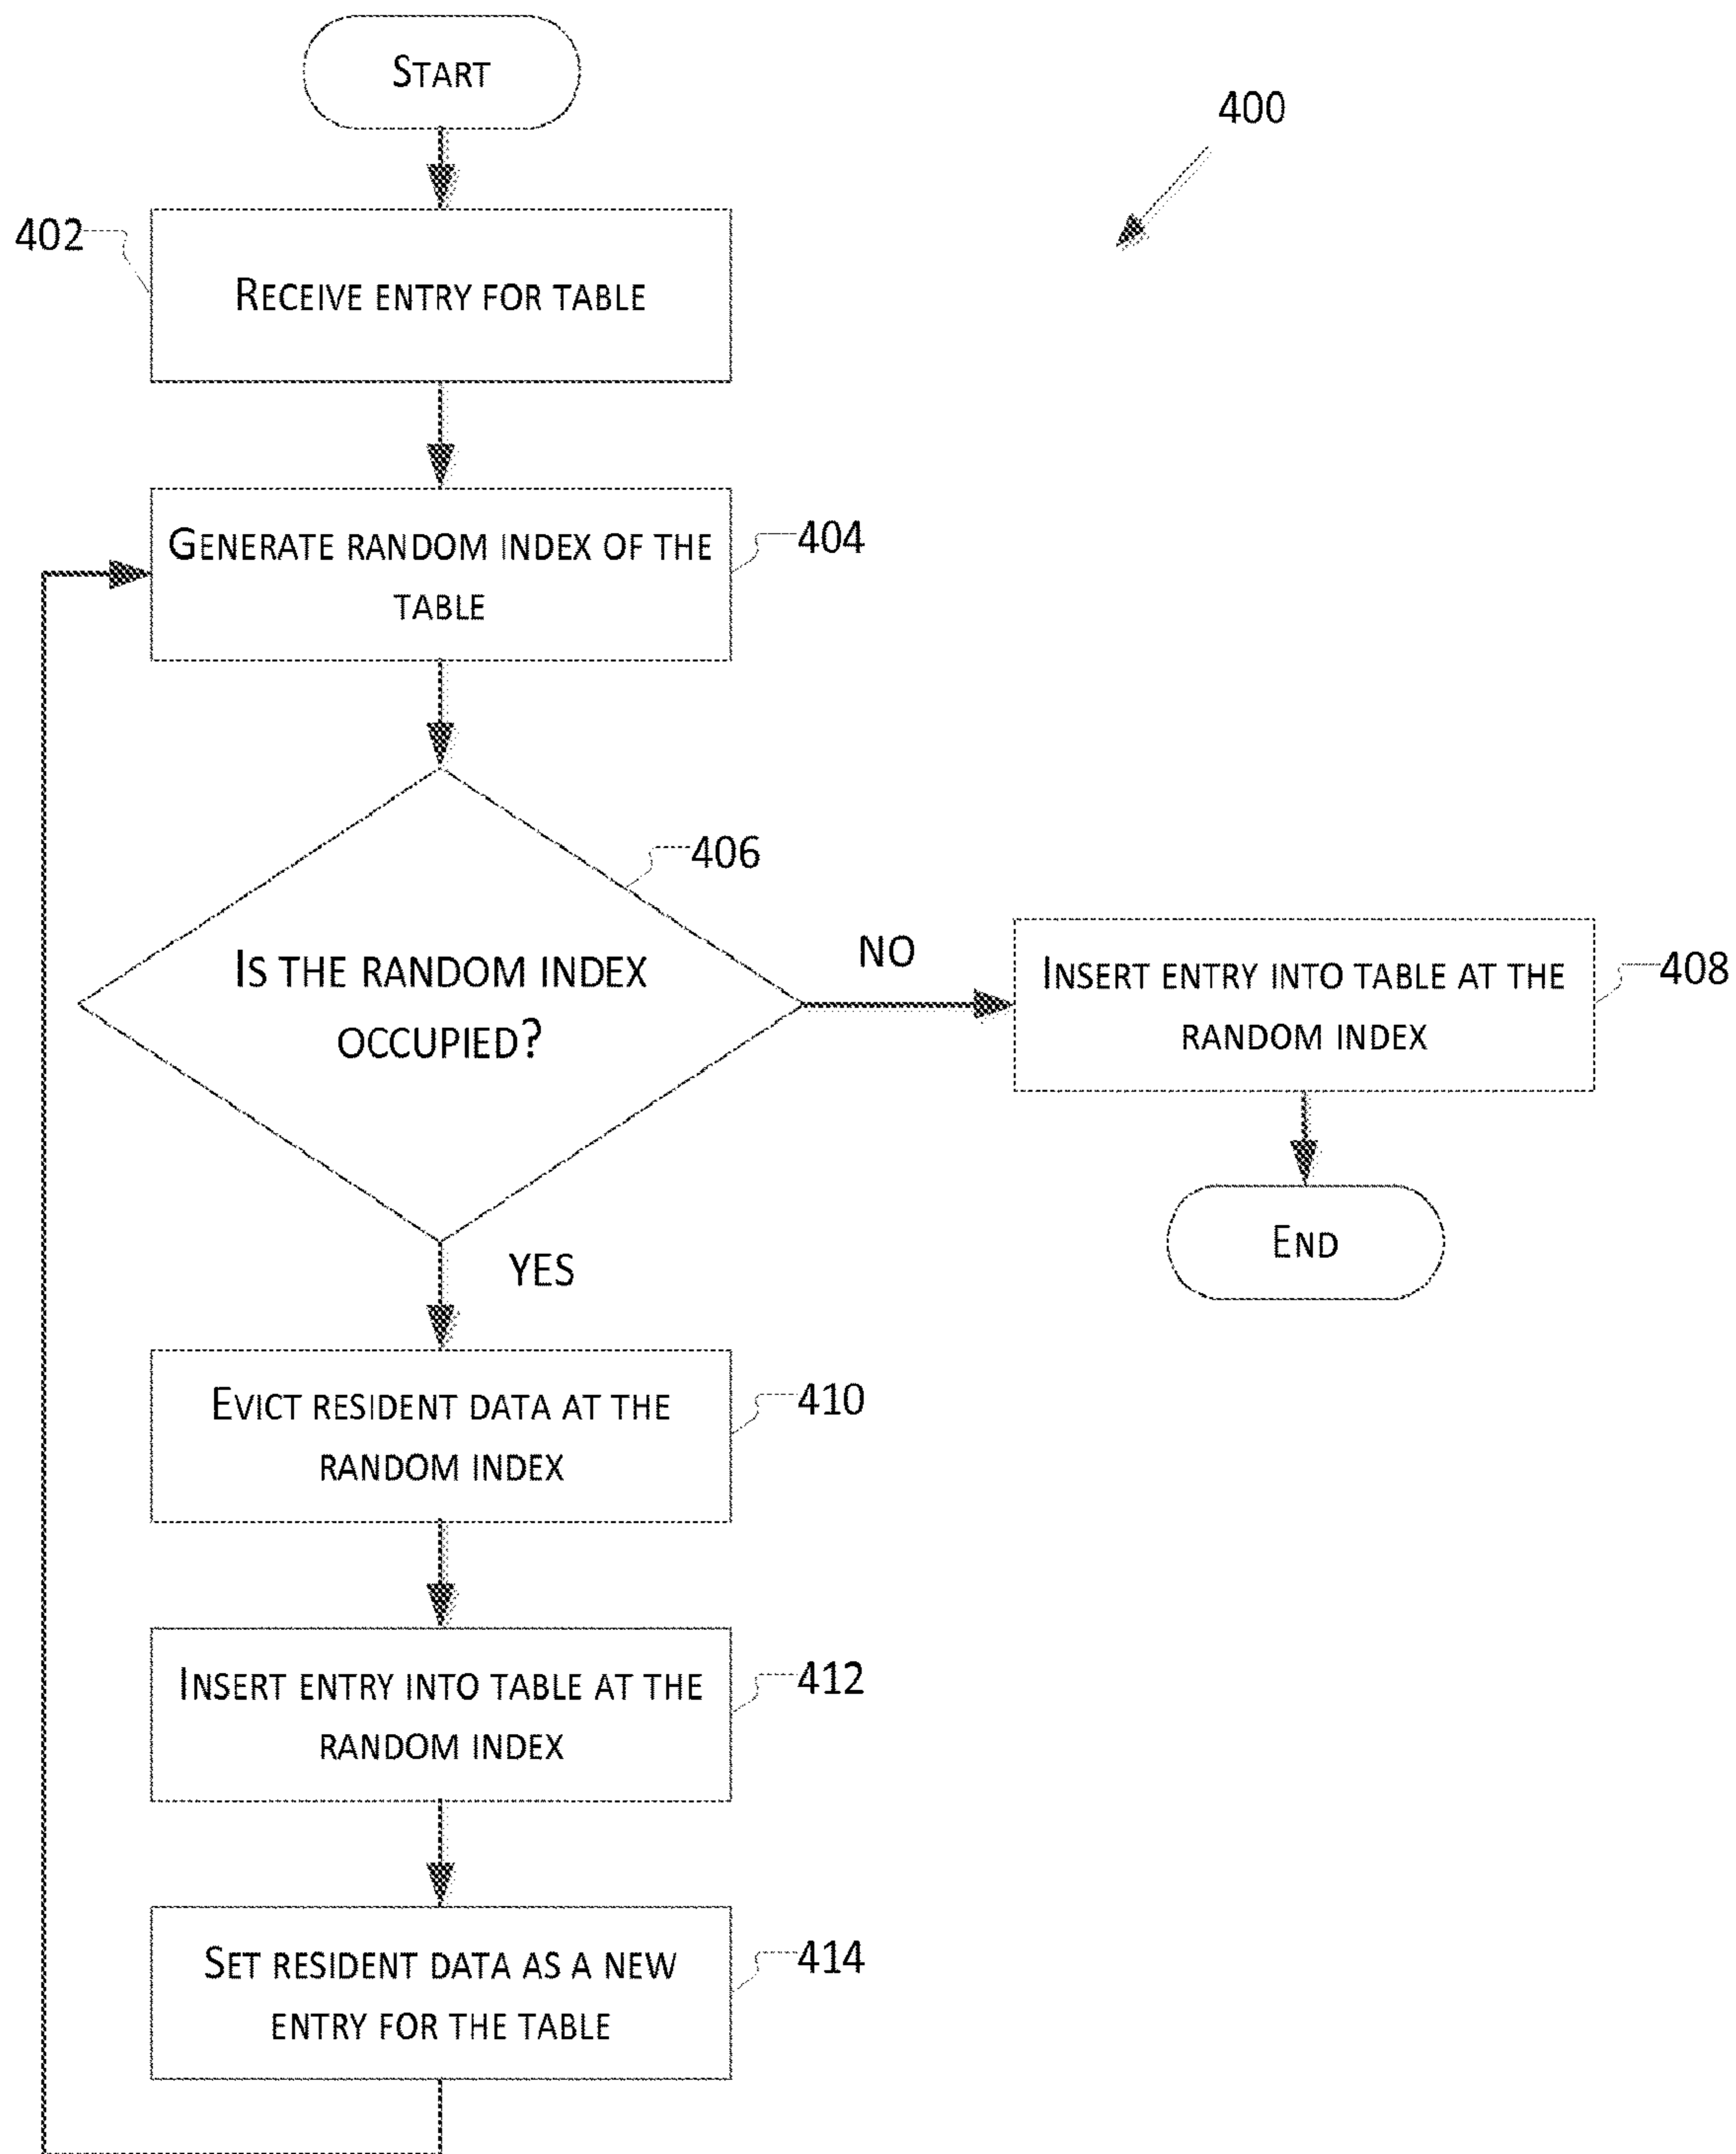 START
400
402
RECEIVE ENTRY FOR TABLE
GENERATE RANDOM INDEX OF THE
TABLE
404
406
IS THE RANDOM INDEX
OCCUPIED?
NO
INSERT ENTRY INTO TABLE AT THE
RANDOM INDEX
408
END
YES
EVICT RESIDENT DATA AT THE
RANDOM INDEX
410
INSERT ENTRY INTO TABLE AT THE
RANDOM INDEX
412
SET RESIDENT DATA AS A NEW
ENTRY FOR THE TABLE
414